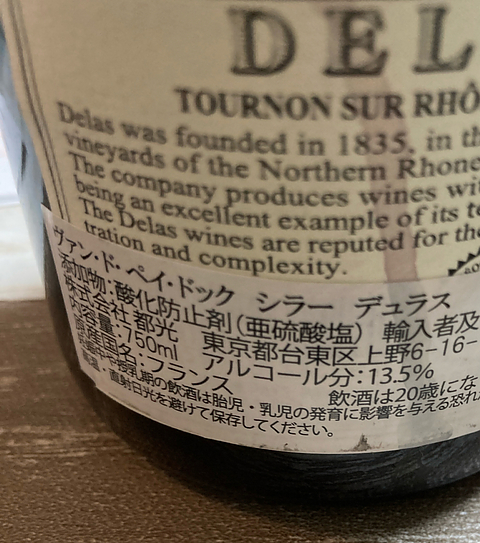 DEL
TOURNON SUR RHÔ
Delas was founded in 1835, in th
vineyards of the Northern Rhone
The company produces wines wi
being an excellent example of its te
The Delas wines are reputed for the
tration and complexity.
ヴァン・ド・ペイ・ドック シラー デュラス
添加物:酸化防止剤(亜硫酸塩) 輸入者及
株式会社 都光 東京都台東区上野6-16-
内容量:750ml アルコール分:13.5%
原産国名:フランス 飲酒は20歳にな
や授乳期の飲酒は胎児・乳児の発育に影響を与える恐れ
高温・直射日光を避けて保存してください。